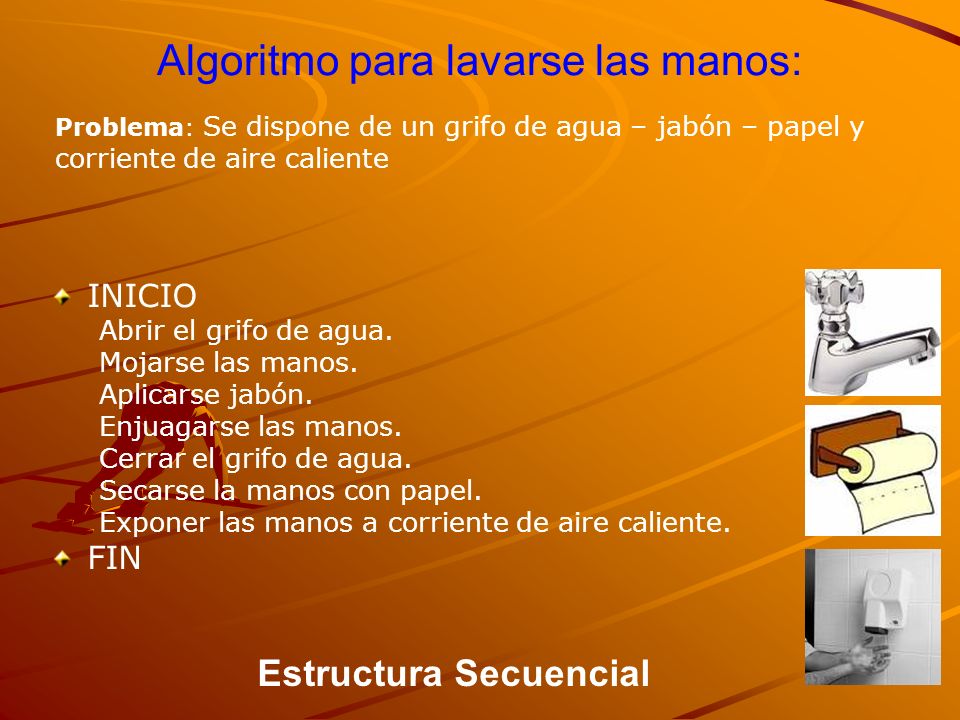 Algoritmo para lavarse las manos:
Problema: Se dispone de un grifo de agua – jabón – papel y
corriente de aire caliente
INICIO
Abrir el grifo de agua.
Mojarse las manos.
Aplicarse jabón.
Enjuagarse las manos.
Cerrar el grifo de agua.
Secarse la manos con papel.
Exponer las manos a corriente de aire caliente.
FIN
Estructura Secuencial